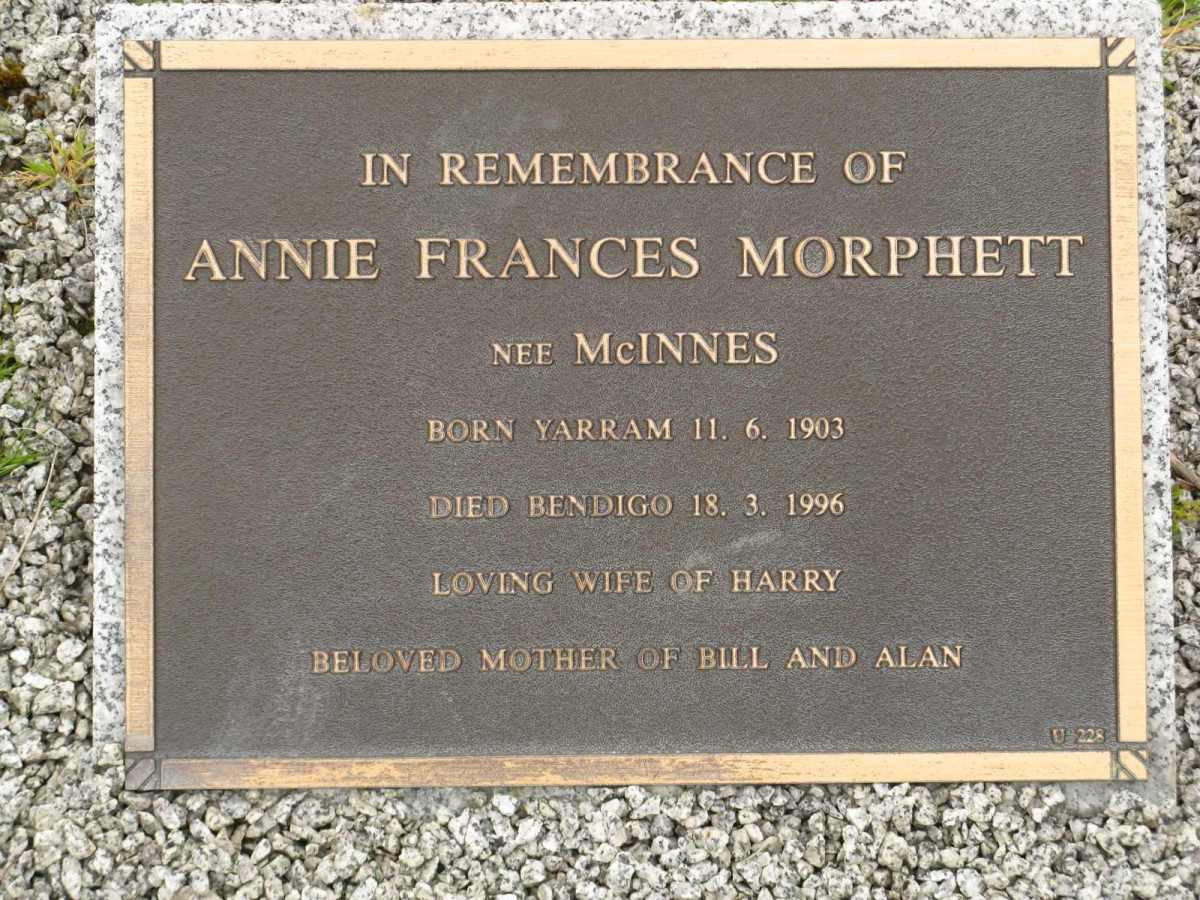 IN REMEMBRANCE OF
ANNIE FRANCES MORPHETT
NEE McINNES
BORN YARRAM 11. 6. 1903
DIED BENDIGO 18. 3. 1996
LOVING WIFE OF HARRY
BELOVED MOTHER OF BILL AND ALAN
U 228